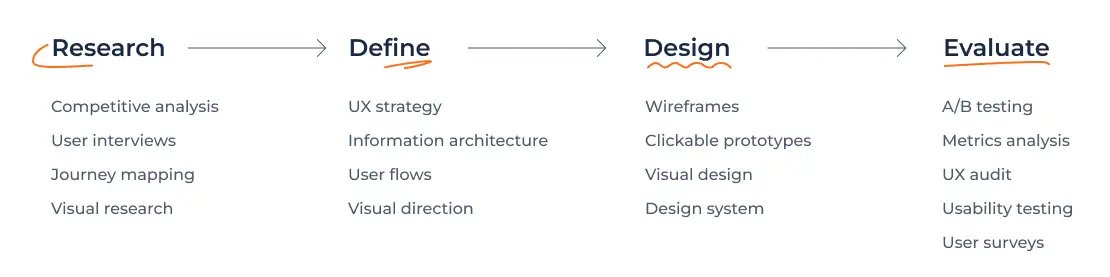 Research
Competitive analysis
User interviews
Journey mapping
Visual research
Define
UX strategy
Information architecture
User flows
Visual direction
Design
Wireframes
Clickable prototypes
Visual design
Design system
Evaluate
A/B testing
Metrics analysis
UX audit
Usability testing
User surveys